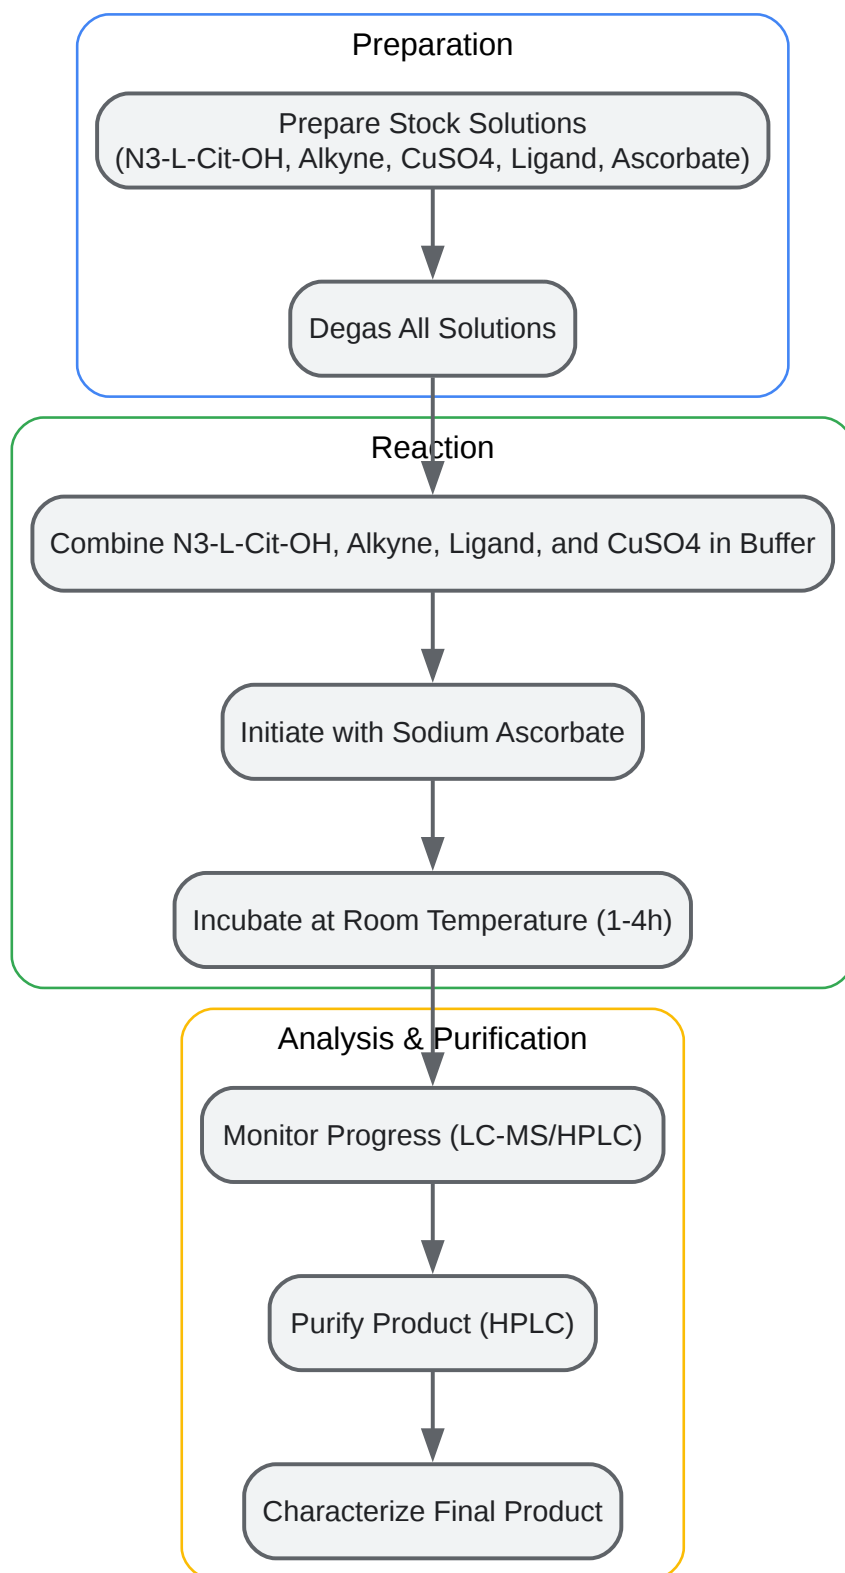 Preparation
Prepare Stock Solutions
(N3-L-Cit-OH, Alkyne, CuSO4, Ligand, Ascorbate)
Degas All Solutions
Reaction
Combine N3-L-Cit-OH, Alkyne, Ligand, and CuSO4 in Buffer
Initiate with Sodium Ascorbate
Incubate at Room Temperature (1-4h)
Analysis & Purification
Monitor Progress (LC-MS/HPLC)
Purify Product (HPLC)
Characterize Final Product